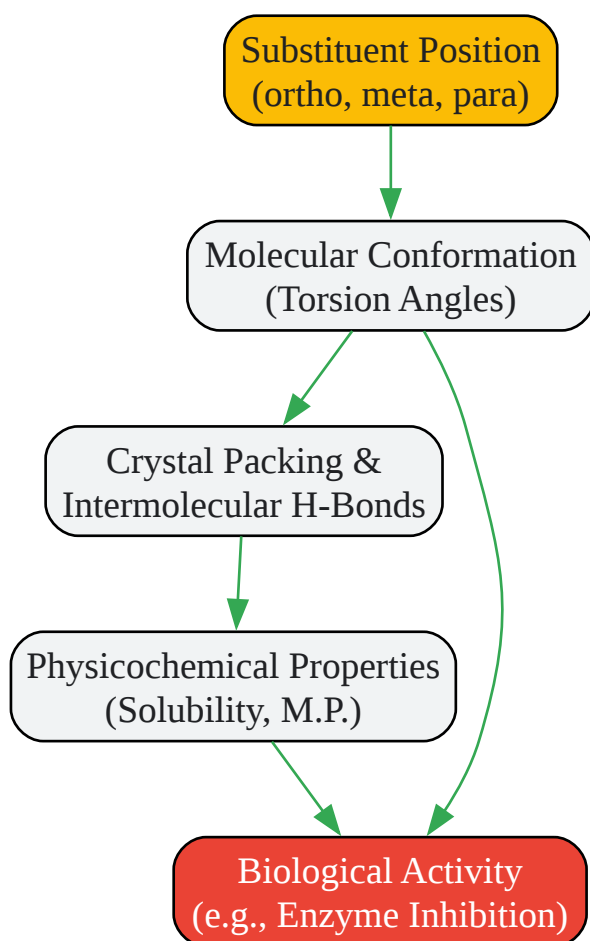 Substituent Position
(ortho, meta, para)
Molecular Conformation
(Torsion Angles)
Crystal Packing &
Intermolecular H-Bonds
Physicochemical Properties
(Solubility, M.P.)
Biological Activity
(e.g., Enzyme Inhibition)